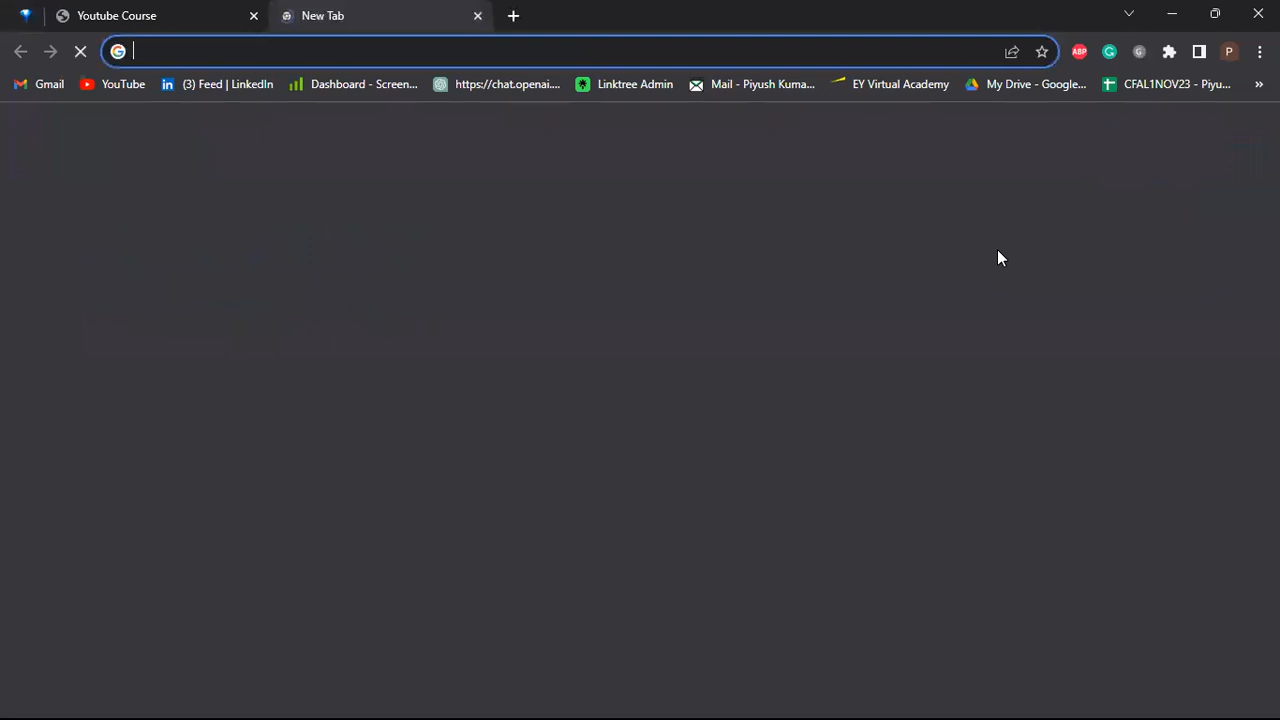 Youtube Course New Tab
Gmail YouTube (3) Feed | LinkedIn Dashboard - Screen... https://chat.openai.... Linktree Admin Mail - Piyush Kuma... EY Virtual Academy My Drive - Google... CFAL1NOV23 - Piyu... »